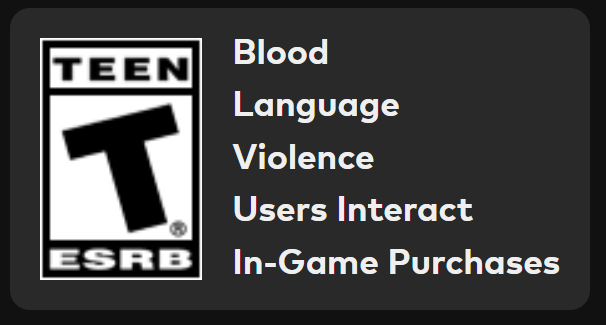 TEEN
T
®
ESRB
Blood
Language
Violence
Users Interact
In-Game Purchases